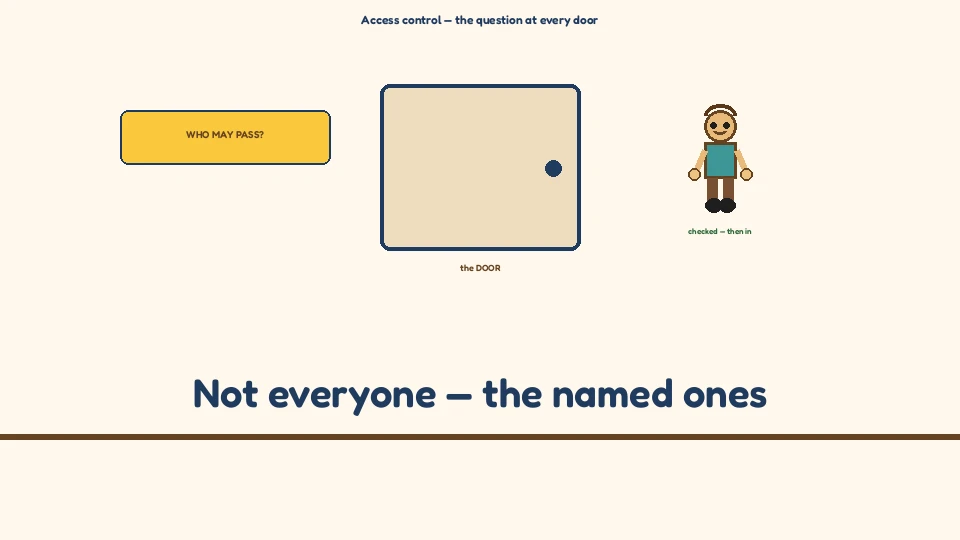 Access control — the question at every door
WHO MAY PASS?
checked — then in
the DOOR
Not everyone — the named ones